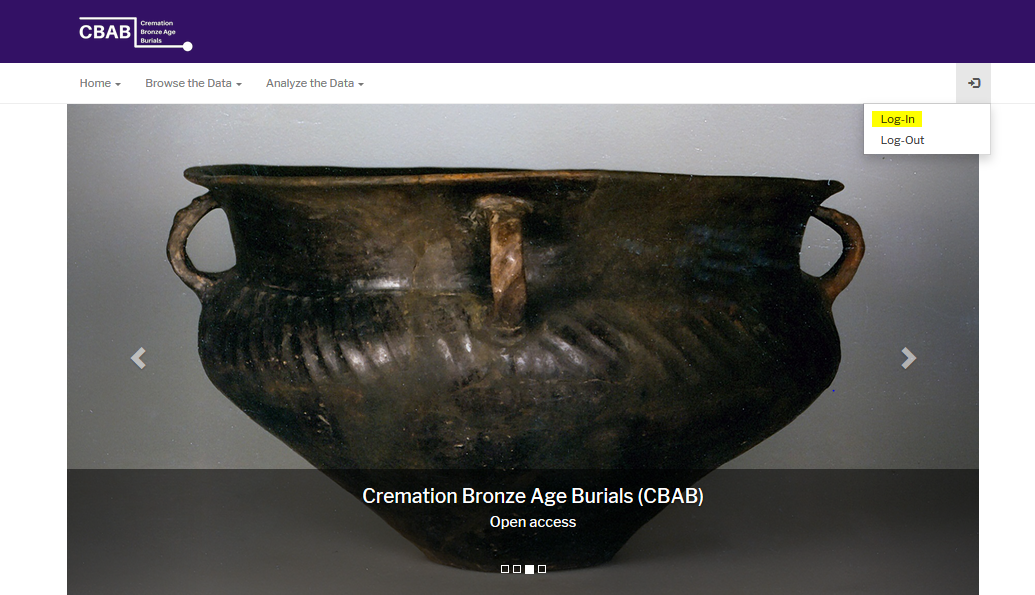 CBAB
Cremation
Bronze Age
Burials
Home
Browse the Data
Analyze the Data
Log-In
Log-Out
Cremation Bronze Age Burials (CBAB)
Open access